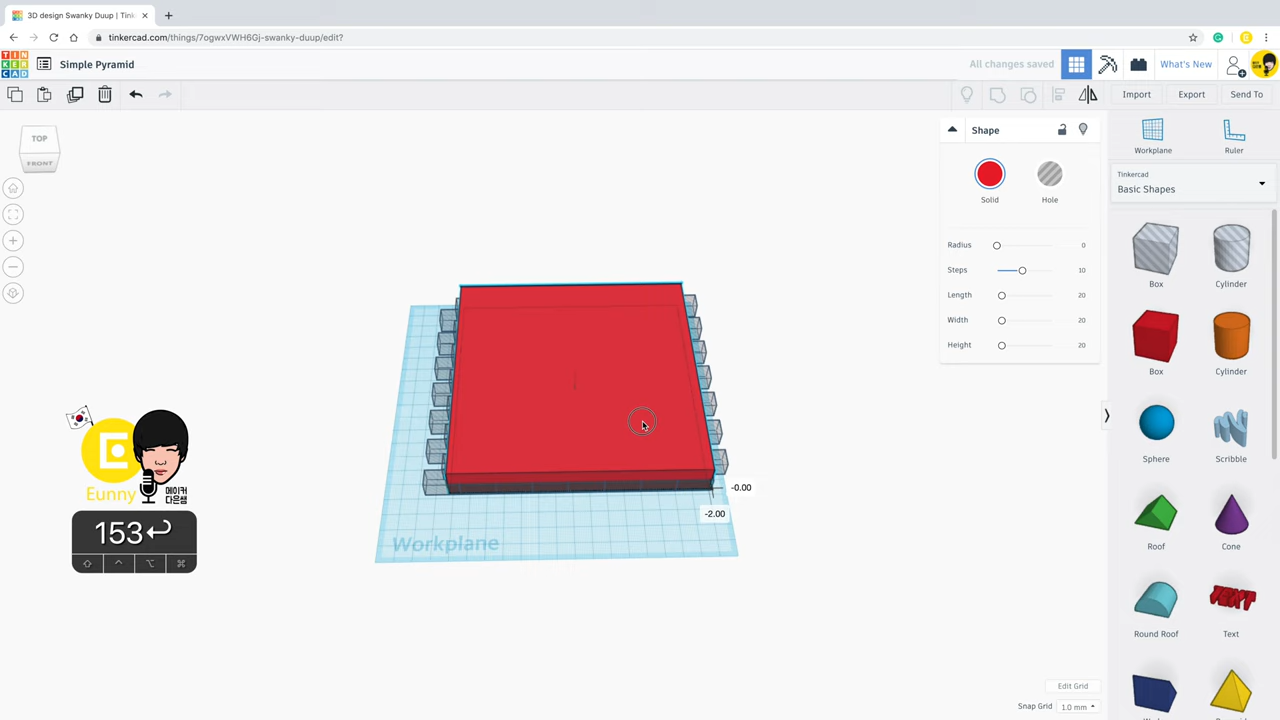 3D design Swanky Duup | Tink
tinkercad.com/things/7ogwxVWH6Gj-swanky-duup/edit?
E
TIN
KER
CAD
Simple Pyramid
All changes saved
What's New
Import
Export
Send To
TOP
FRONT
Shape
Solid
Hole
Radius
0
Steps
10
Length
20
Width
20
Height
20
Workplane
Ruler
Tinkercad
Basic Shapes
Box
Cylinder
Box
Cylinder
Sphere
Scribble
Roof
Cone
Round Roof
Text
TEXT
Workplane
-0.00
-2.00
Eunny
메이커
다은쌤
153
Edit Grid
Snap Grid
1.0 mm